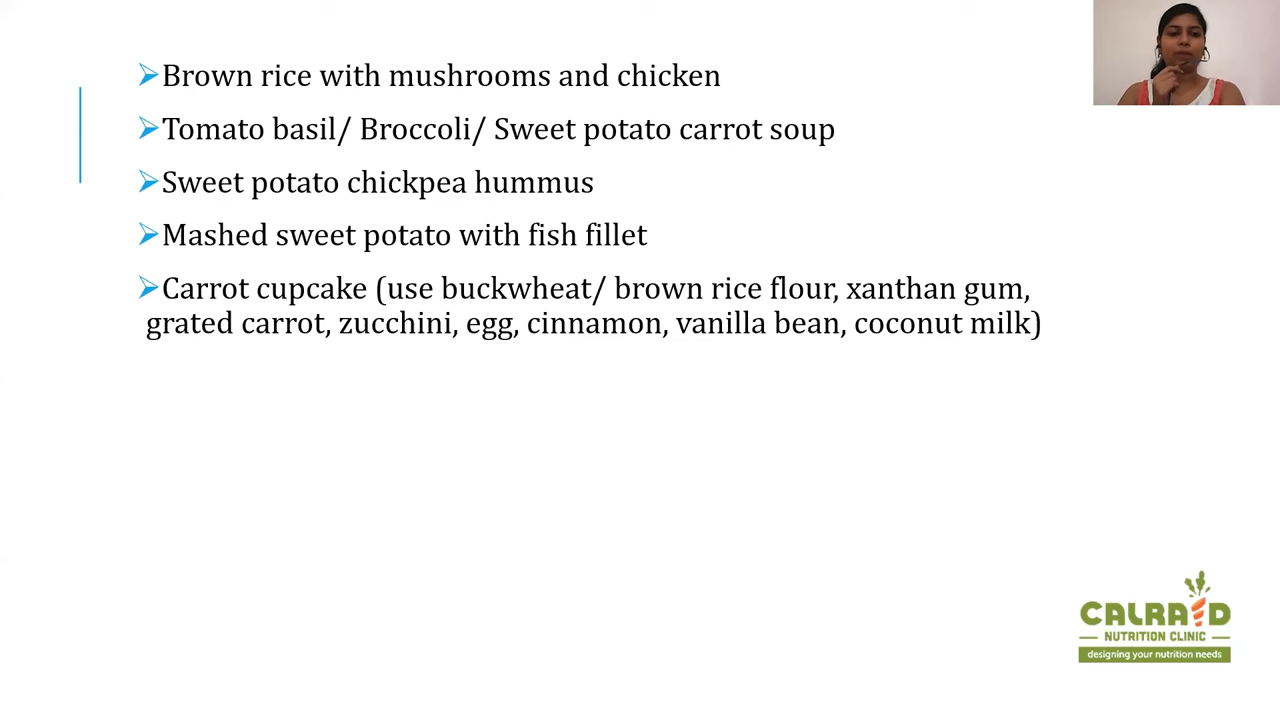 Brown rice with mushrooms and chicken
Tomato basil/ Broccoli/ Sweet potato carrot soup
Sweet potato chickpea hummus
Mashed sweet potato with fish fillet
Carrot cupcake (use buckwheat/ brown rice flour, xanthan gum,
grated carrot, zucchini, egg, cinnamon, vanilla bean, coconut milk)
CALRAED
NUTRITION CLINIC
designing your nutrition needs